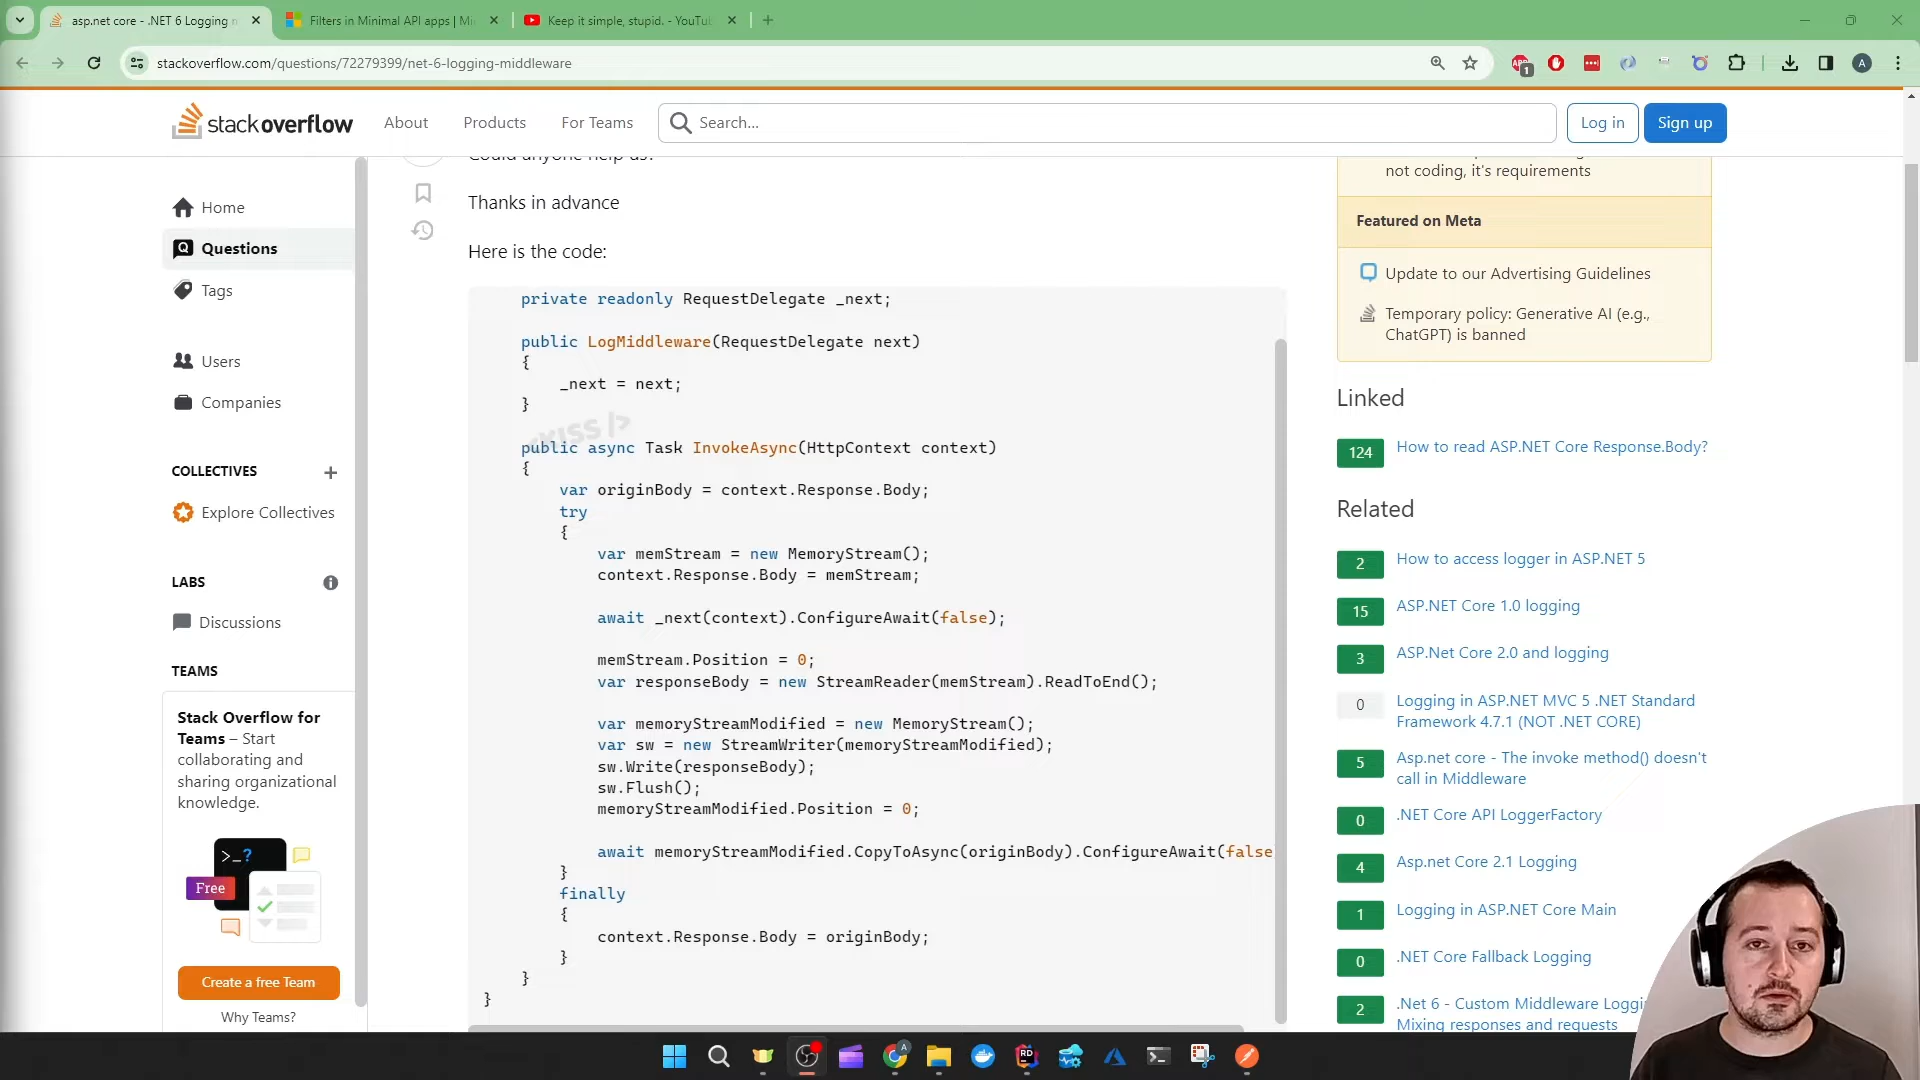 asp.net core - .NET 6 Logging
Filters in Minimal API apps | Mi
Keep it simple, stupid. - YouTu
stackoverflow.com/questions/72279399/net-6-logging-middleware
1
A
stackoverflow
About
Products
For Teams
Search...
Log in
Sign up
Home
Questions
Tags
Users
Companies
COLLECTIVES
Explore Collectives
LABS
Discussions
TEAMS
Stack Overflow for
Teams – Start
collaborating and
sharing organizational
knowledge.
>_?
Free
Create a free Team
Why Teams?
Could anyone help us?
Thanks in advance
Here is the code:
private readonly RequestDelegate _next;
public LogMiddleware(RequestDelegate next)
{
_next = next;
}
KISS />
public async Task InvokeAsync(HttpContext context)
{
var originBody = context.Response.Body;
try
{
var memStream = new MemoryStream();
context.Response.Body = memStream;
await _next(context).ConfigureAwait(false);
memStream.Position = 0;
var responseBody = new StreamReader(memStream).ReadToEnd();
var memoryStreamModified = new MemoryStream();
var sw = new StreamWriter(memoryStreamModified);
sw.Write(responseBody);
sw.Flush();
memoryStreamModified.Position = 0;
await memoryStreamModified.CopyToAsync(originBody).ConfigureAwait(false
}
finally
{
context.Response.Body = originBody;
}
}
}
not coding, it's requirements
Featured on Meta
Update to our Advertising Guidelines
Temporary policy: Generative AI (e.g.,
ChatGPT) is banned
Linked
124 How to read ASP.NET Core Response.Body?
Related
2 How to access logger in ASP.NET 5
15 ASP.NET Core 1.0 logging
3 ASP.Net Core 2.0 and logging
0 Logging in ASP.NET MVC 5 .NET Standard
Framework 4.7.1 (NOT .NET CORE)
5 Asp.net core - The invoke method() doesn't
call in Middleware
0 .NET Core API LoggerFactory
4 Asp.net Core 2.1 Logging
1 Logging in ASP.NET Core Main
0 .NET Core Fallback Logging
2 .Net 6 - Custom Middleware Loggi
Mixing responses and requests
A
RD